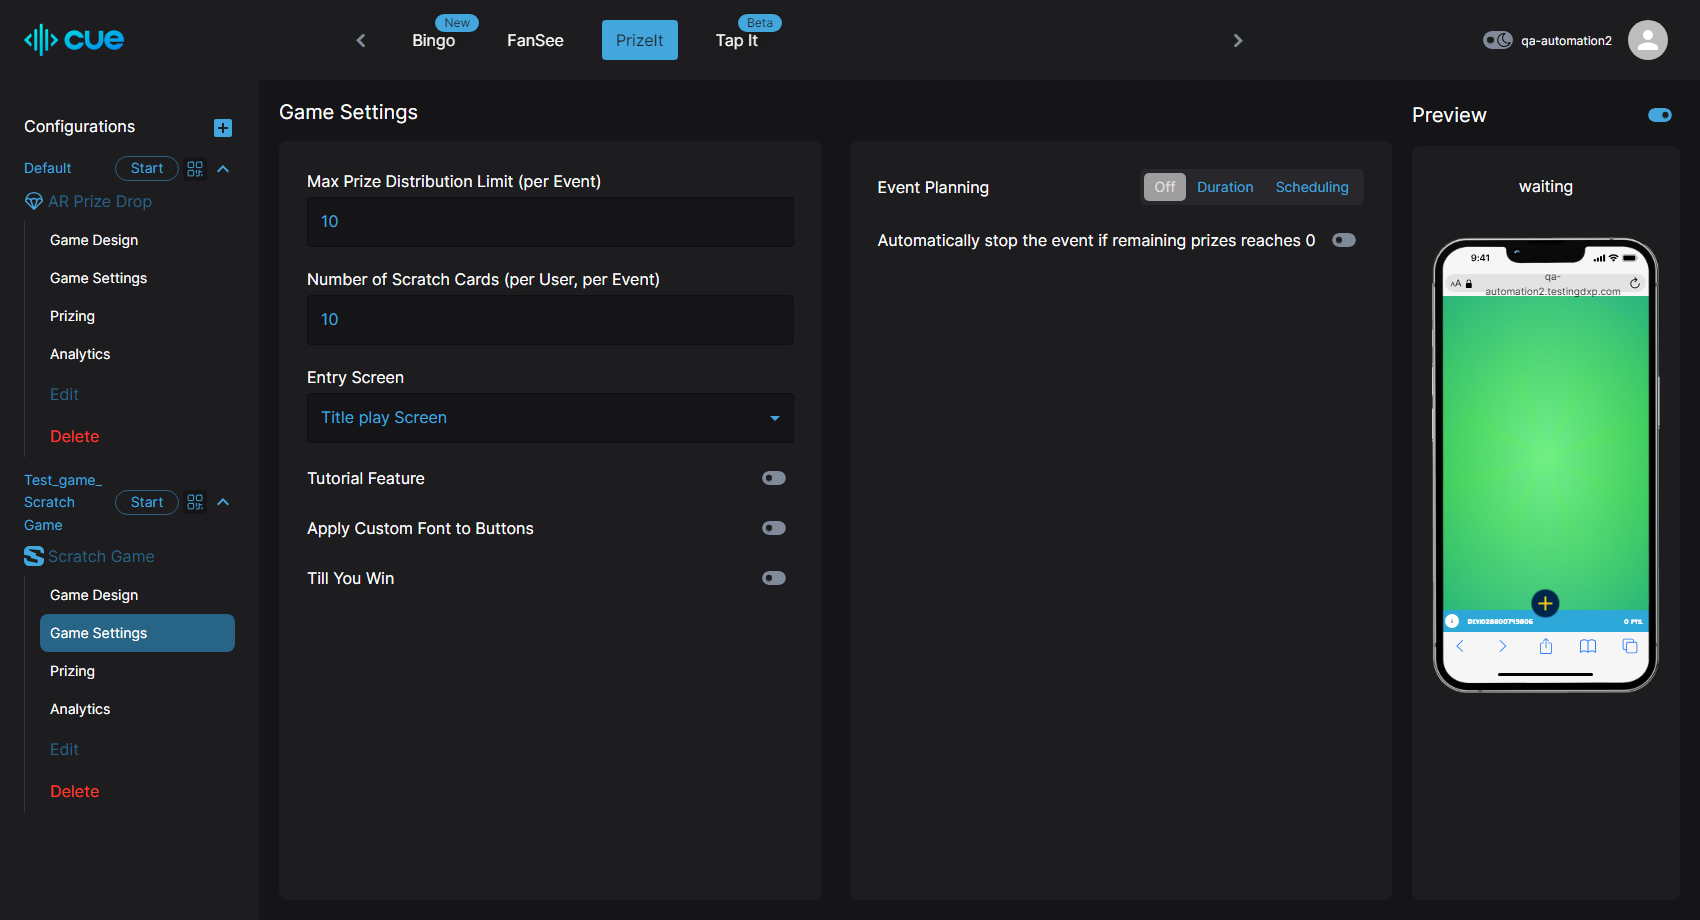 cue
New
Bingo
FanSee
PrizeIt
Beta
Tap It
qa-automation2
Configurations
Default
Start
AR Prize Drop
Game Design
Game Settings
Prizing
Analytics
Edit
Delete
Test_game_
Scratch
Game
Start
Scratch Game
Game Design
Game Settings
Prizing
Analytics
Edit
Delete
Game Settings
Max Prize Distribution Limit (per Event)
10
Number of Scratch Cards (per User, per Event)
10
Entry Screen
Title play Screen
Tutorial Feature
Apply Custom Font to Buttons
Till You Win
Event Planning
Off
Duration
Scheduling
Automatically stop the event if remaining prizes reaches 0
Preview
waiting
9:41
AA
qa-
automation2.testingdxp.com
0 PTS.